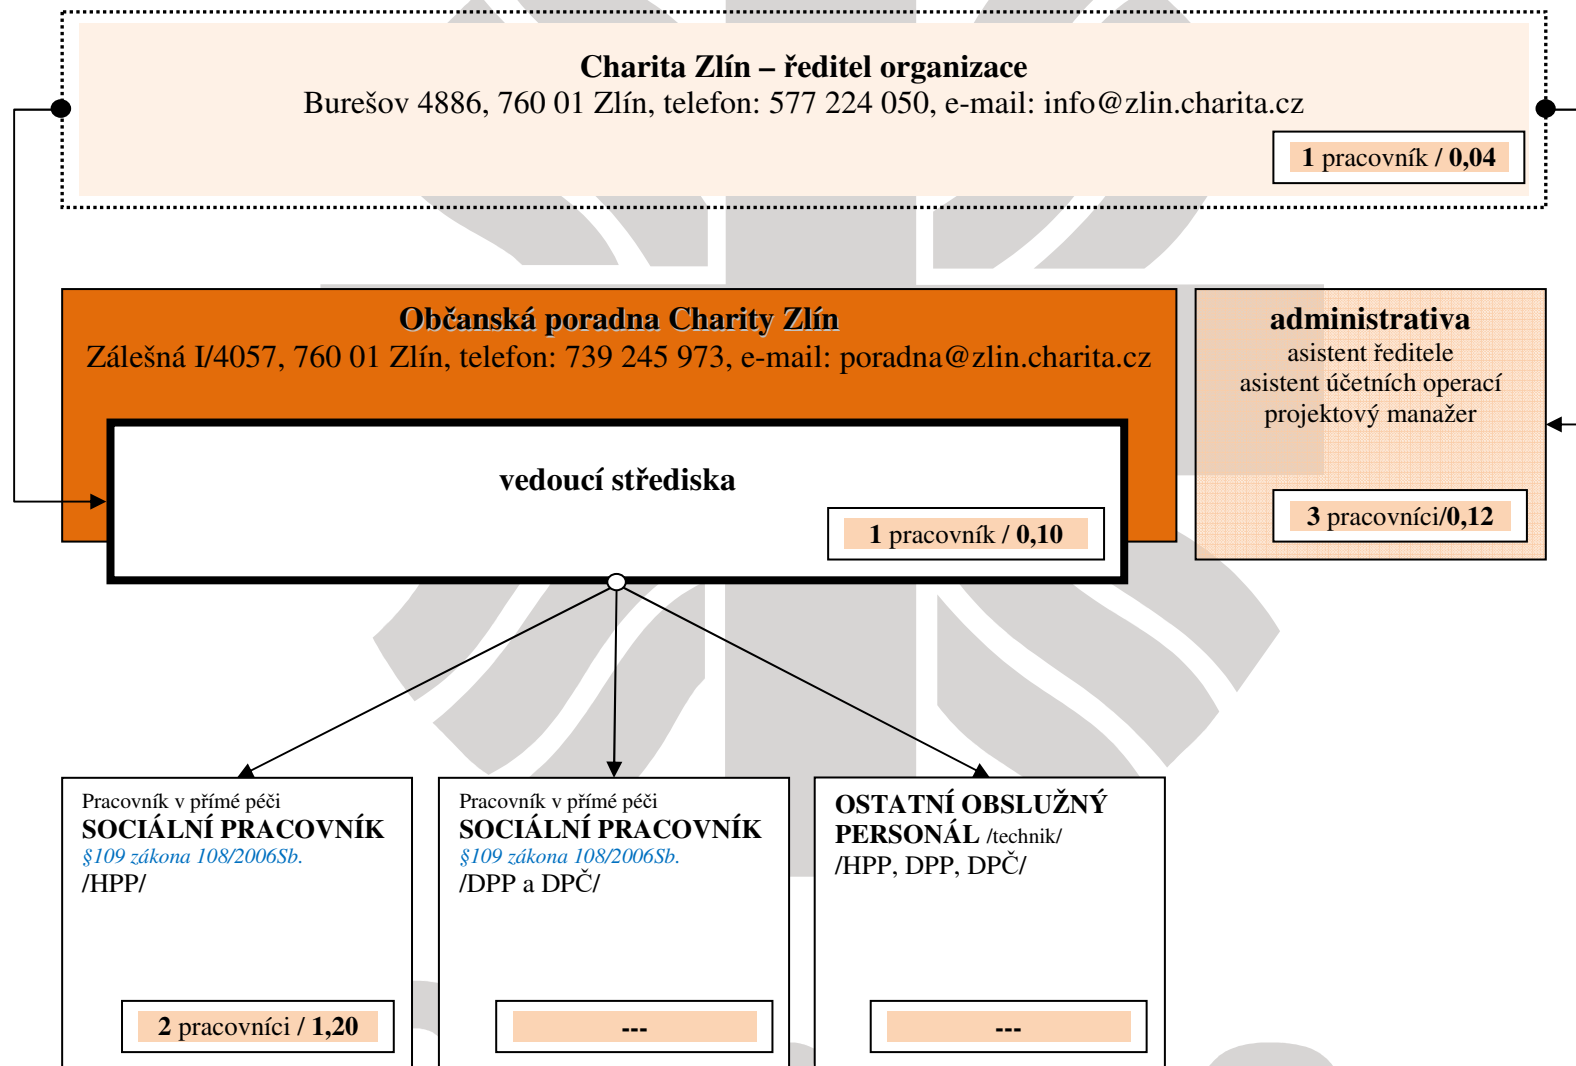 Charita Zlín – ředitel organizace
Burešov 4886, 760 01 Zlín, telefon: 577 224 050, e-mail: info@zlin.charita.cz
1 pracovník / 0,04
Občanská poradna Charity Zlín
Zálešná I/4057, 760 01 Zlín, telefon: 739 245 973, e-mail: poradna@zlin.charita.cz
vedoucí střediska
1 pracovník / 0,10
administrativa
asistent ředitele
asistent účetních operací
projektový manažer
3 pracovníci/0,12
Pracovník v přímé péči
SOCIÁLNÍ PRACOVNÍK
§109 zákona 108/2006Sb.
/HPP/
2 pracovníci / 1,20
Pracovník v přímé péči
SOCIÁLNÍ PRACOVNÍK
§109 zákona 108/2006Sb.
/DPP a DPČ/
---
OSTATNÍ OBSLUŽNÝ
PERSONÁL /technik/
/HPP, DPP, DPČ/
---